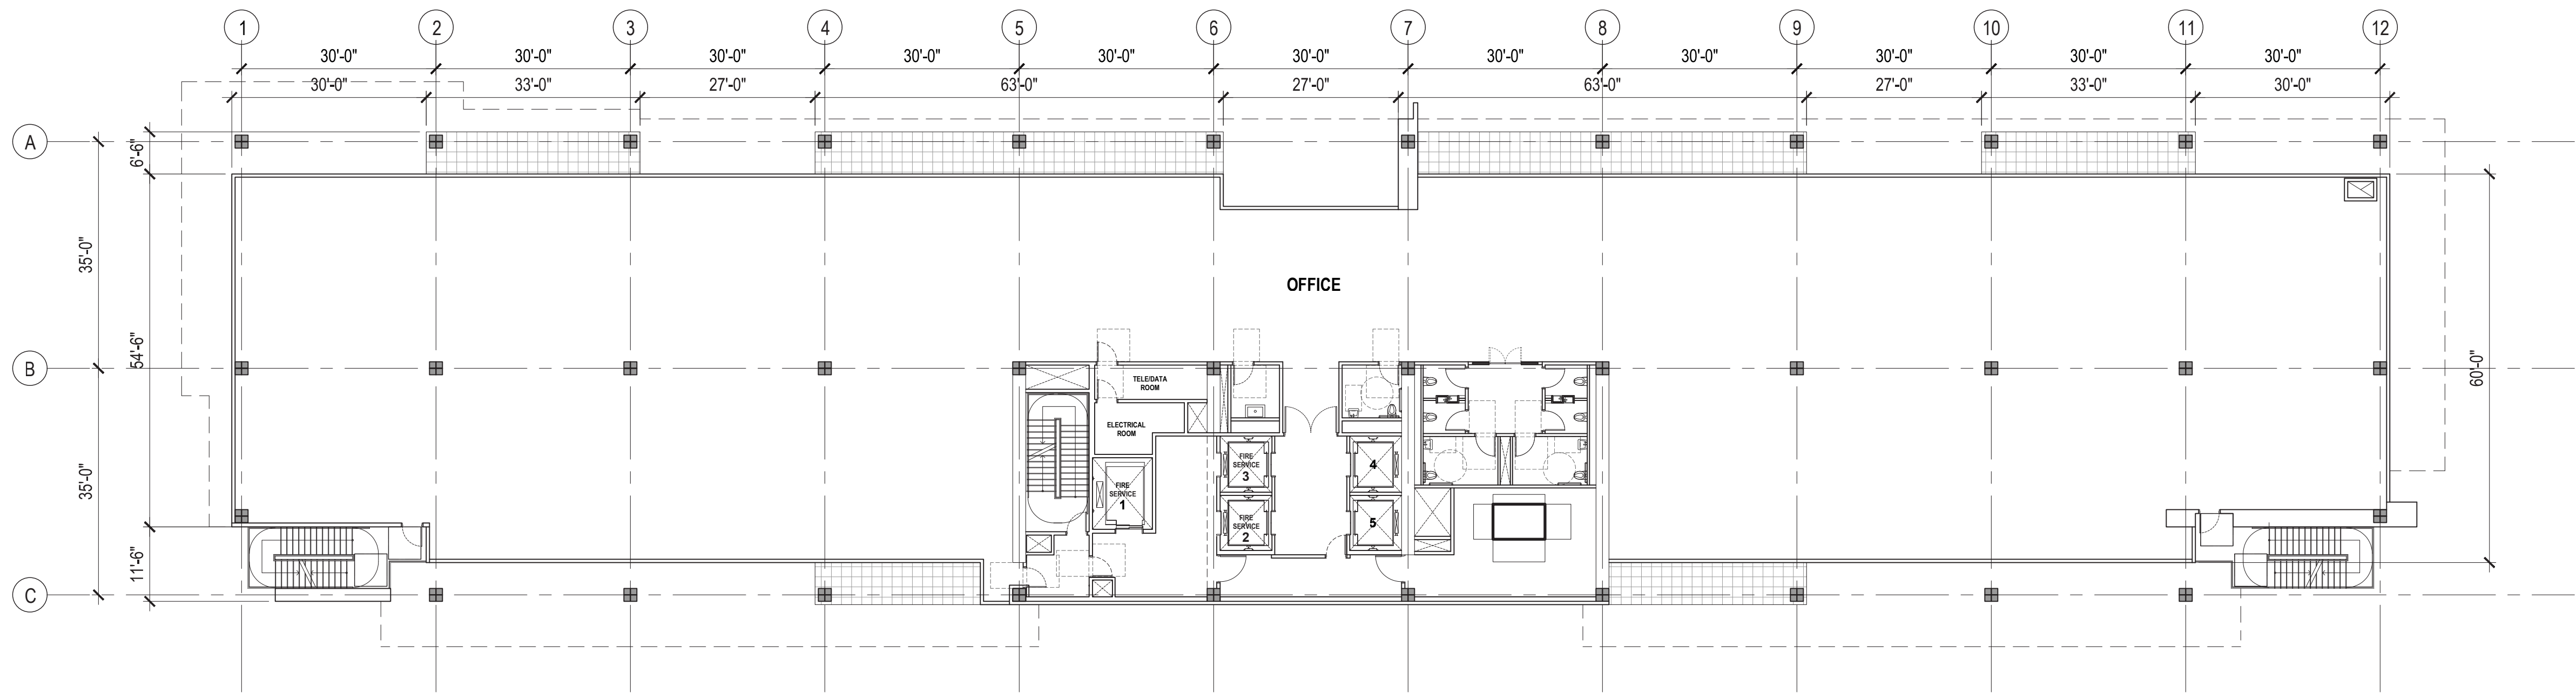 1 2 3 4 5 6 7 8 9 10 11 12
30'-0" 30'-0" 30'-0" 30'-0" 30'-0" 30'-0" 30'-0" 30'-0" 30'-0" 30'-0" 30'-0"
30'-0" 33'-0" 27'-0" 63'-0" 27'-0" 63'-0" 27'-0" 33'-0" 30'-0"
A
6'-6"
35'-0"
OFFICE
54'-6"
B
60'-0"
TELE/DATA
ROOM
ELECTRICAL
ROOM
FIRE
SERVICE
3
4
FIRE
SERVICE
1
FIRE
SERVICE
2
5
35'-0"
11'-6"
C